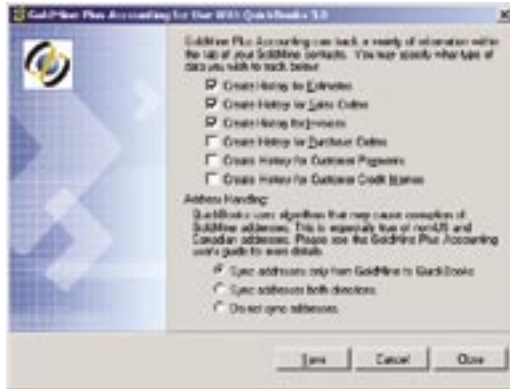 GoldMine Plus Accounting for Use With QuickBooks 3.0
GoldMine Plus Accounting can track a variety of information within
the tab of your GoldMine contacts. You may specify what type of
data you wish to track below
Create History for Estimates
Create History for Sales Orders
Create History for Invoices
Create History for Purchase Orders
Create History for Customer Payments
Create History for Customer Credit Memos
Address Handling:
QuickBooks uses algorithms that may cause corruption of
GoldMine addresses. This is especially true of non-US and
Canadian addresses. Please see the GoldMine Plus Accounting
user's guide for more details.
Sync addresses only from GoldMine to QuickBooks
Sync addresses both directions
Do not sync addresses
Save
Cancel
Close